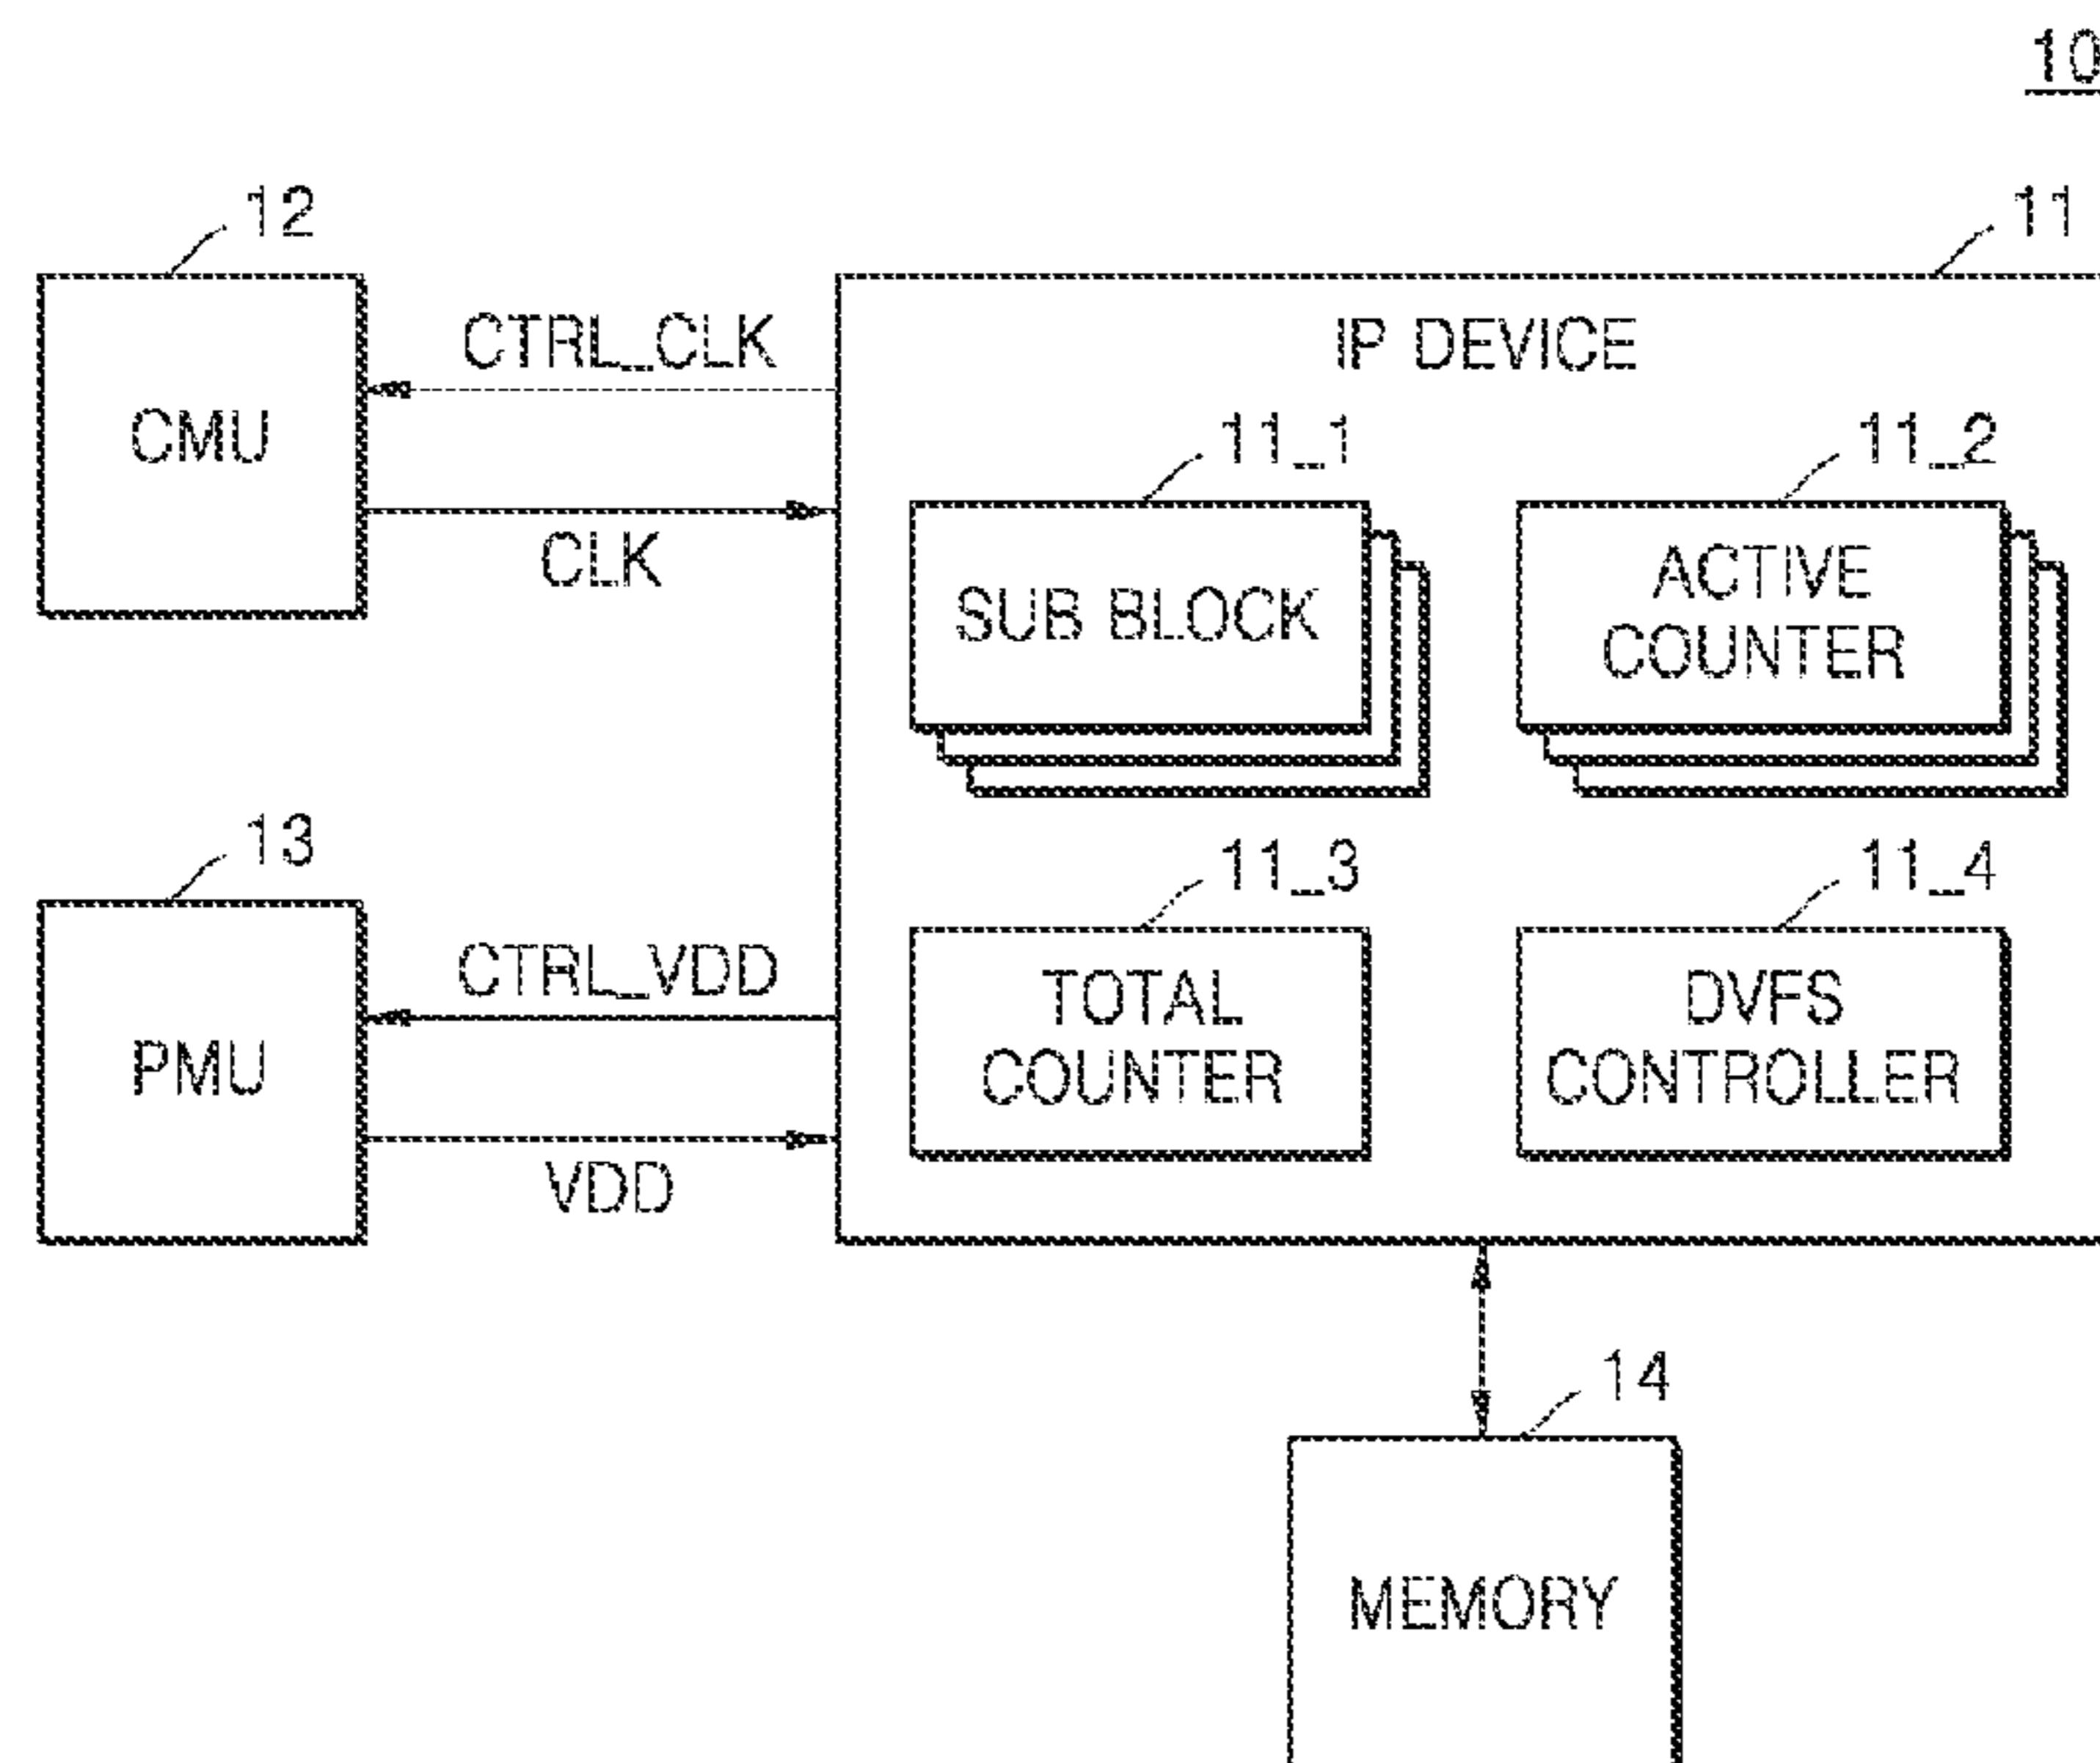 10
12
11
CTRL_CLK
IP DEVICE
CMU
11_1
11_2
CLK
SUB BLOCK
ACTIVE
COUNTER
13
11_3
11_4
CTRL_VDD
PMU
TOTAL
COUNTER
DVFS
CONTROLLER
VDD
14
MEMORY